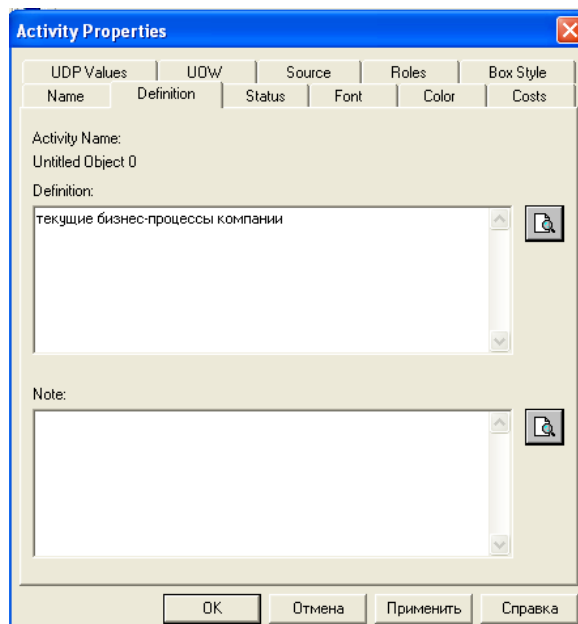 Activity Properties
UDP Values UOW Source Roles Box Style
Name Definition Status Font Color Costs
Activity Name:
Untitled Object 0
Definition:
текущие бизнес-процессы компании
Note:
OK Отмена Применить Справка